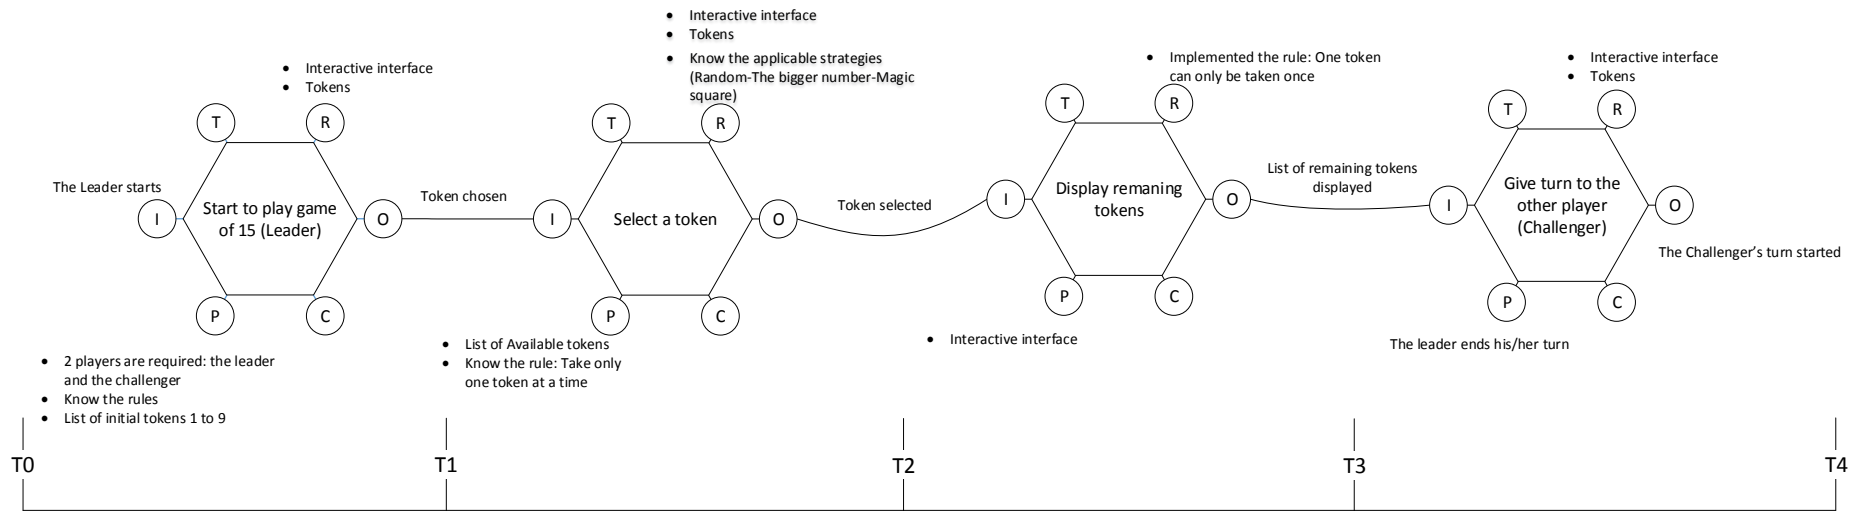 • Interactive interface
• Tokens
T
R
The Leader starts
I
Start to play game
of 15 (Leader)
O
P
C
• 2 players are required: the leader
and the challenger
• Know the rules
• List of initial tokens 1 to 9
Token chosen
• Interactive interface
• Tokens
• Know the applicable strategies
(Random-The bigger number-Magic
square)
T
R
I
Select a token
O
P
C
• List of Available tokens
• Know the rule: Take only
one token at a time
Token selected
• Implemented the rule: One token
can only be taken once
T
R
I
Display remaning
tokens
O
P
C
• Interactive interface
List of remaining tokens
displayed
• Interactive interface
• Tokens
T
R
I
Give turn to the
other player
(Challenger)
O
P
C
The Challenger’s turn started
The leader ends his/her turn
T0
T1
T2
T3
T4